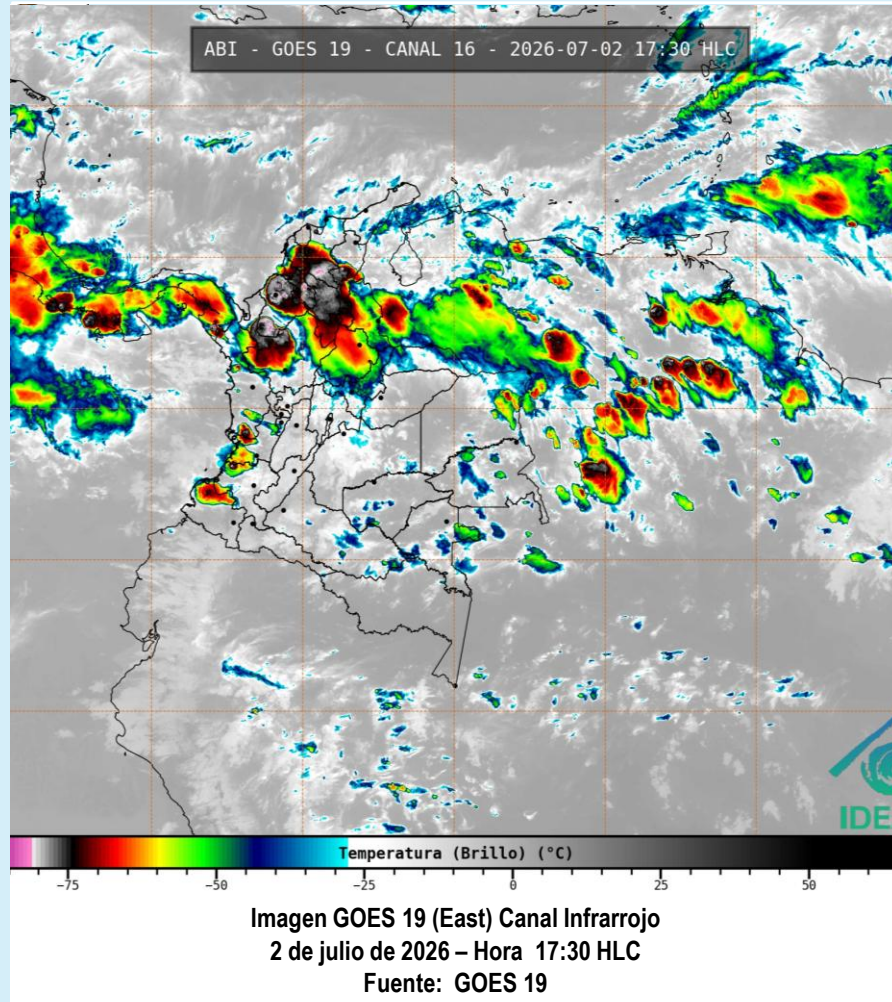 ABI - GOES 19 - CANAL 16 - 2026-07-02 17:30 HLC
IDE
Temperatura (Brillo) (°C)
−75 −50 −25 0 25 50
Imagen GOES 19 (East) Canal Infrarrojo
2 de julio de 2026 – Hora 17:30 HLC
Fuente: GOES 19